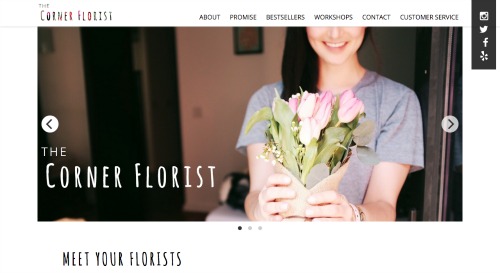 THE
CORNER FLORIST
ABOUT PROMISE BESTSELLERS WORKSHOPS CONTACT CUSTOMER SERVICE
THE
CORNER FLORIST
MEET YOUR FLORISTS